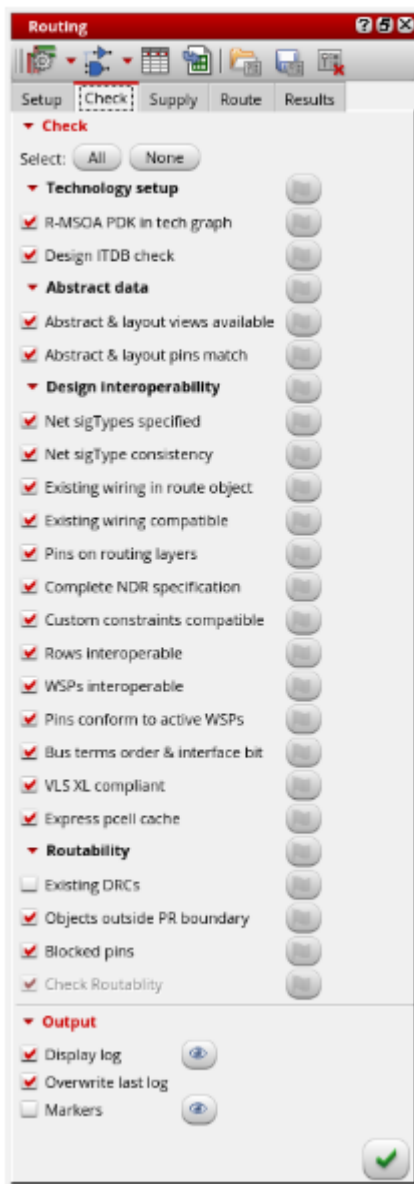 Routing
Setup Check Supply Route Results
Check
Select: All None
Technology setup
R-MSOA PDK in tech graph
Design ITDB check
Abstract data
Abstract & layout views available
Abstract & layout pins match
Design interoperability
Net sigTypes specified
Net sigType consistency
Existing wiring in route object
Existing wiring compatible
Pins on routing layers
Complete NDR specification
Custom constraints compatible
Rows interoperable
WSPs interoperable
Pins conform to active WSPs
Bus terms order & interface bit
VLS XL compliant
Express pcell cache
Routability
Existing DRCs
Objects outside PR boundary
Blocked pins
Check Routablity
Output
Display log
Overwrite last log
Markers